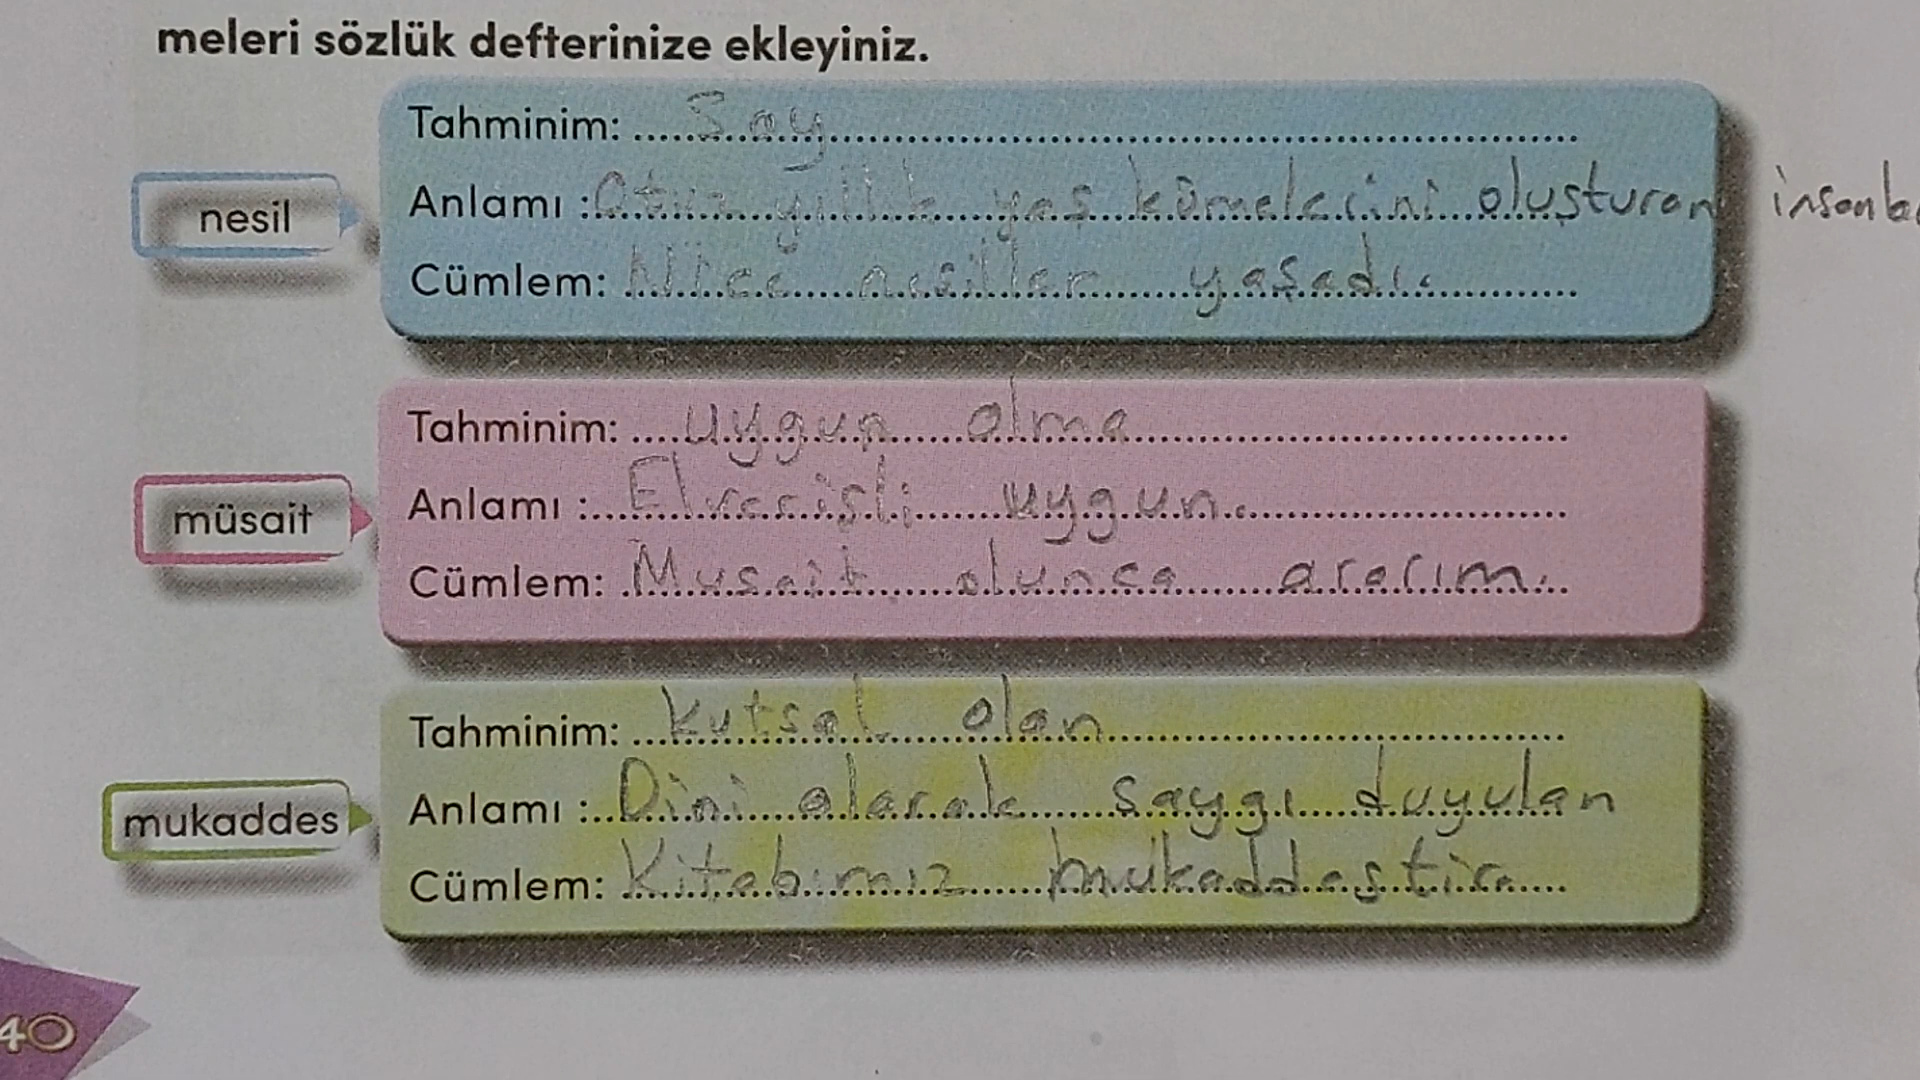 meleri sözlük defterinize ekleyiniz.
nesil
Tahminim: Soy
Anlamı : Otuz yıllık yaş kümelerini oluşturan
Cümlem: Nice nesiller yaşadı.
müsait
Tahminim: uygun olma
Anlamı : Elverişli uygun.
Cümlem: Musait olunca ararım.
mukaddes
Tahminim: kutsal olan
Anlamı : Dini olarak saygı duyulan
Cümlem: Kitabımız mukaddestir.
40